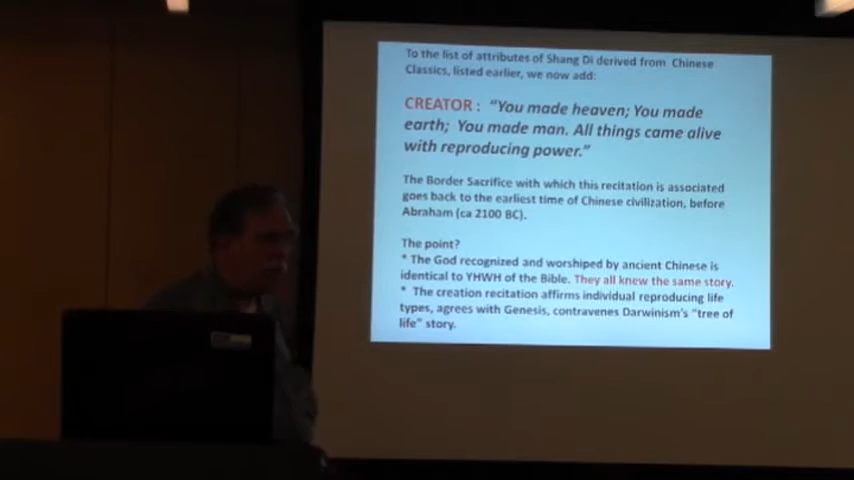 To the list of attributes of Shang Di derived from Chinese
Classics, listed earlier, we now add:
CREATOR : "You made heaven; You made
earth; You made man. All things came alive
with reproducing power."
The Border Sacrifice with which this recitation is associated
goes back to the earliest time of Chinese civilization, before
Abraham (ca 2100 BC).
The point?
* The God recognized and worshiped by ancient Chinese is
identical to YHWH of the Bible. They all knew the same story.
* The creation recitation affirms individual reproducing life
types, agrees with Genesis, contravenes Darwinism's "tree of
life" story.